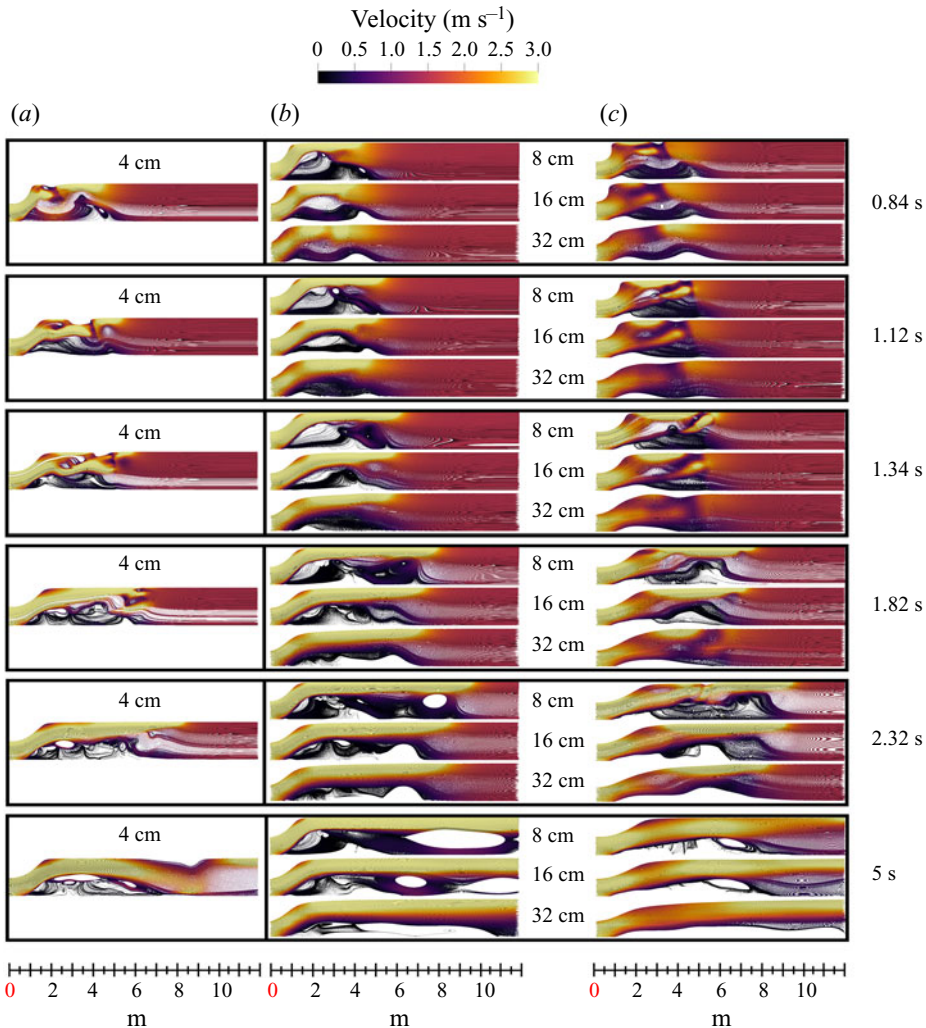 Velocity (m s–1)
0 0.5 1.0 1.5 2.0 2.5 3.0
(a) (b) (c)
4 cm 8 cm
16 cm 0.84 s
32 cm
4 cm 8 cm
16 cm 1.12 s
32 cm
4 cm 8 cm
16 cm 1.34 s
32 cm
4 cm 8 cm
16 cm 1.82 s
32 cm
4 cm 8 cm
16 cm 2.32 s
32 cm
4 cm 8 cm
16 cm 5 s
32 cm
0 2 4 6 8 10 0 2 4 6 8 10 0 2 4 6 8 10
m m m